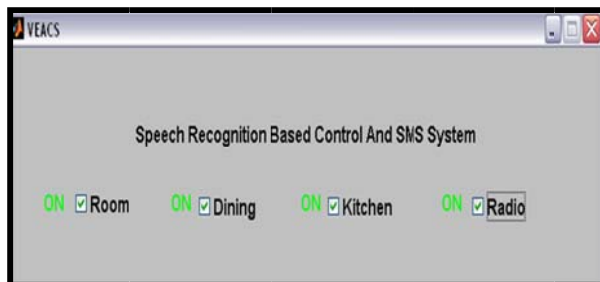 VEACS
Speech Recognition Based Control And SMS System
ON Room ON Dining ON Kitchen ON Radio